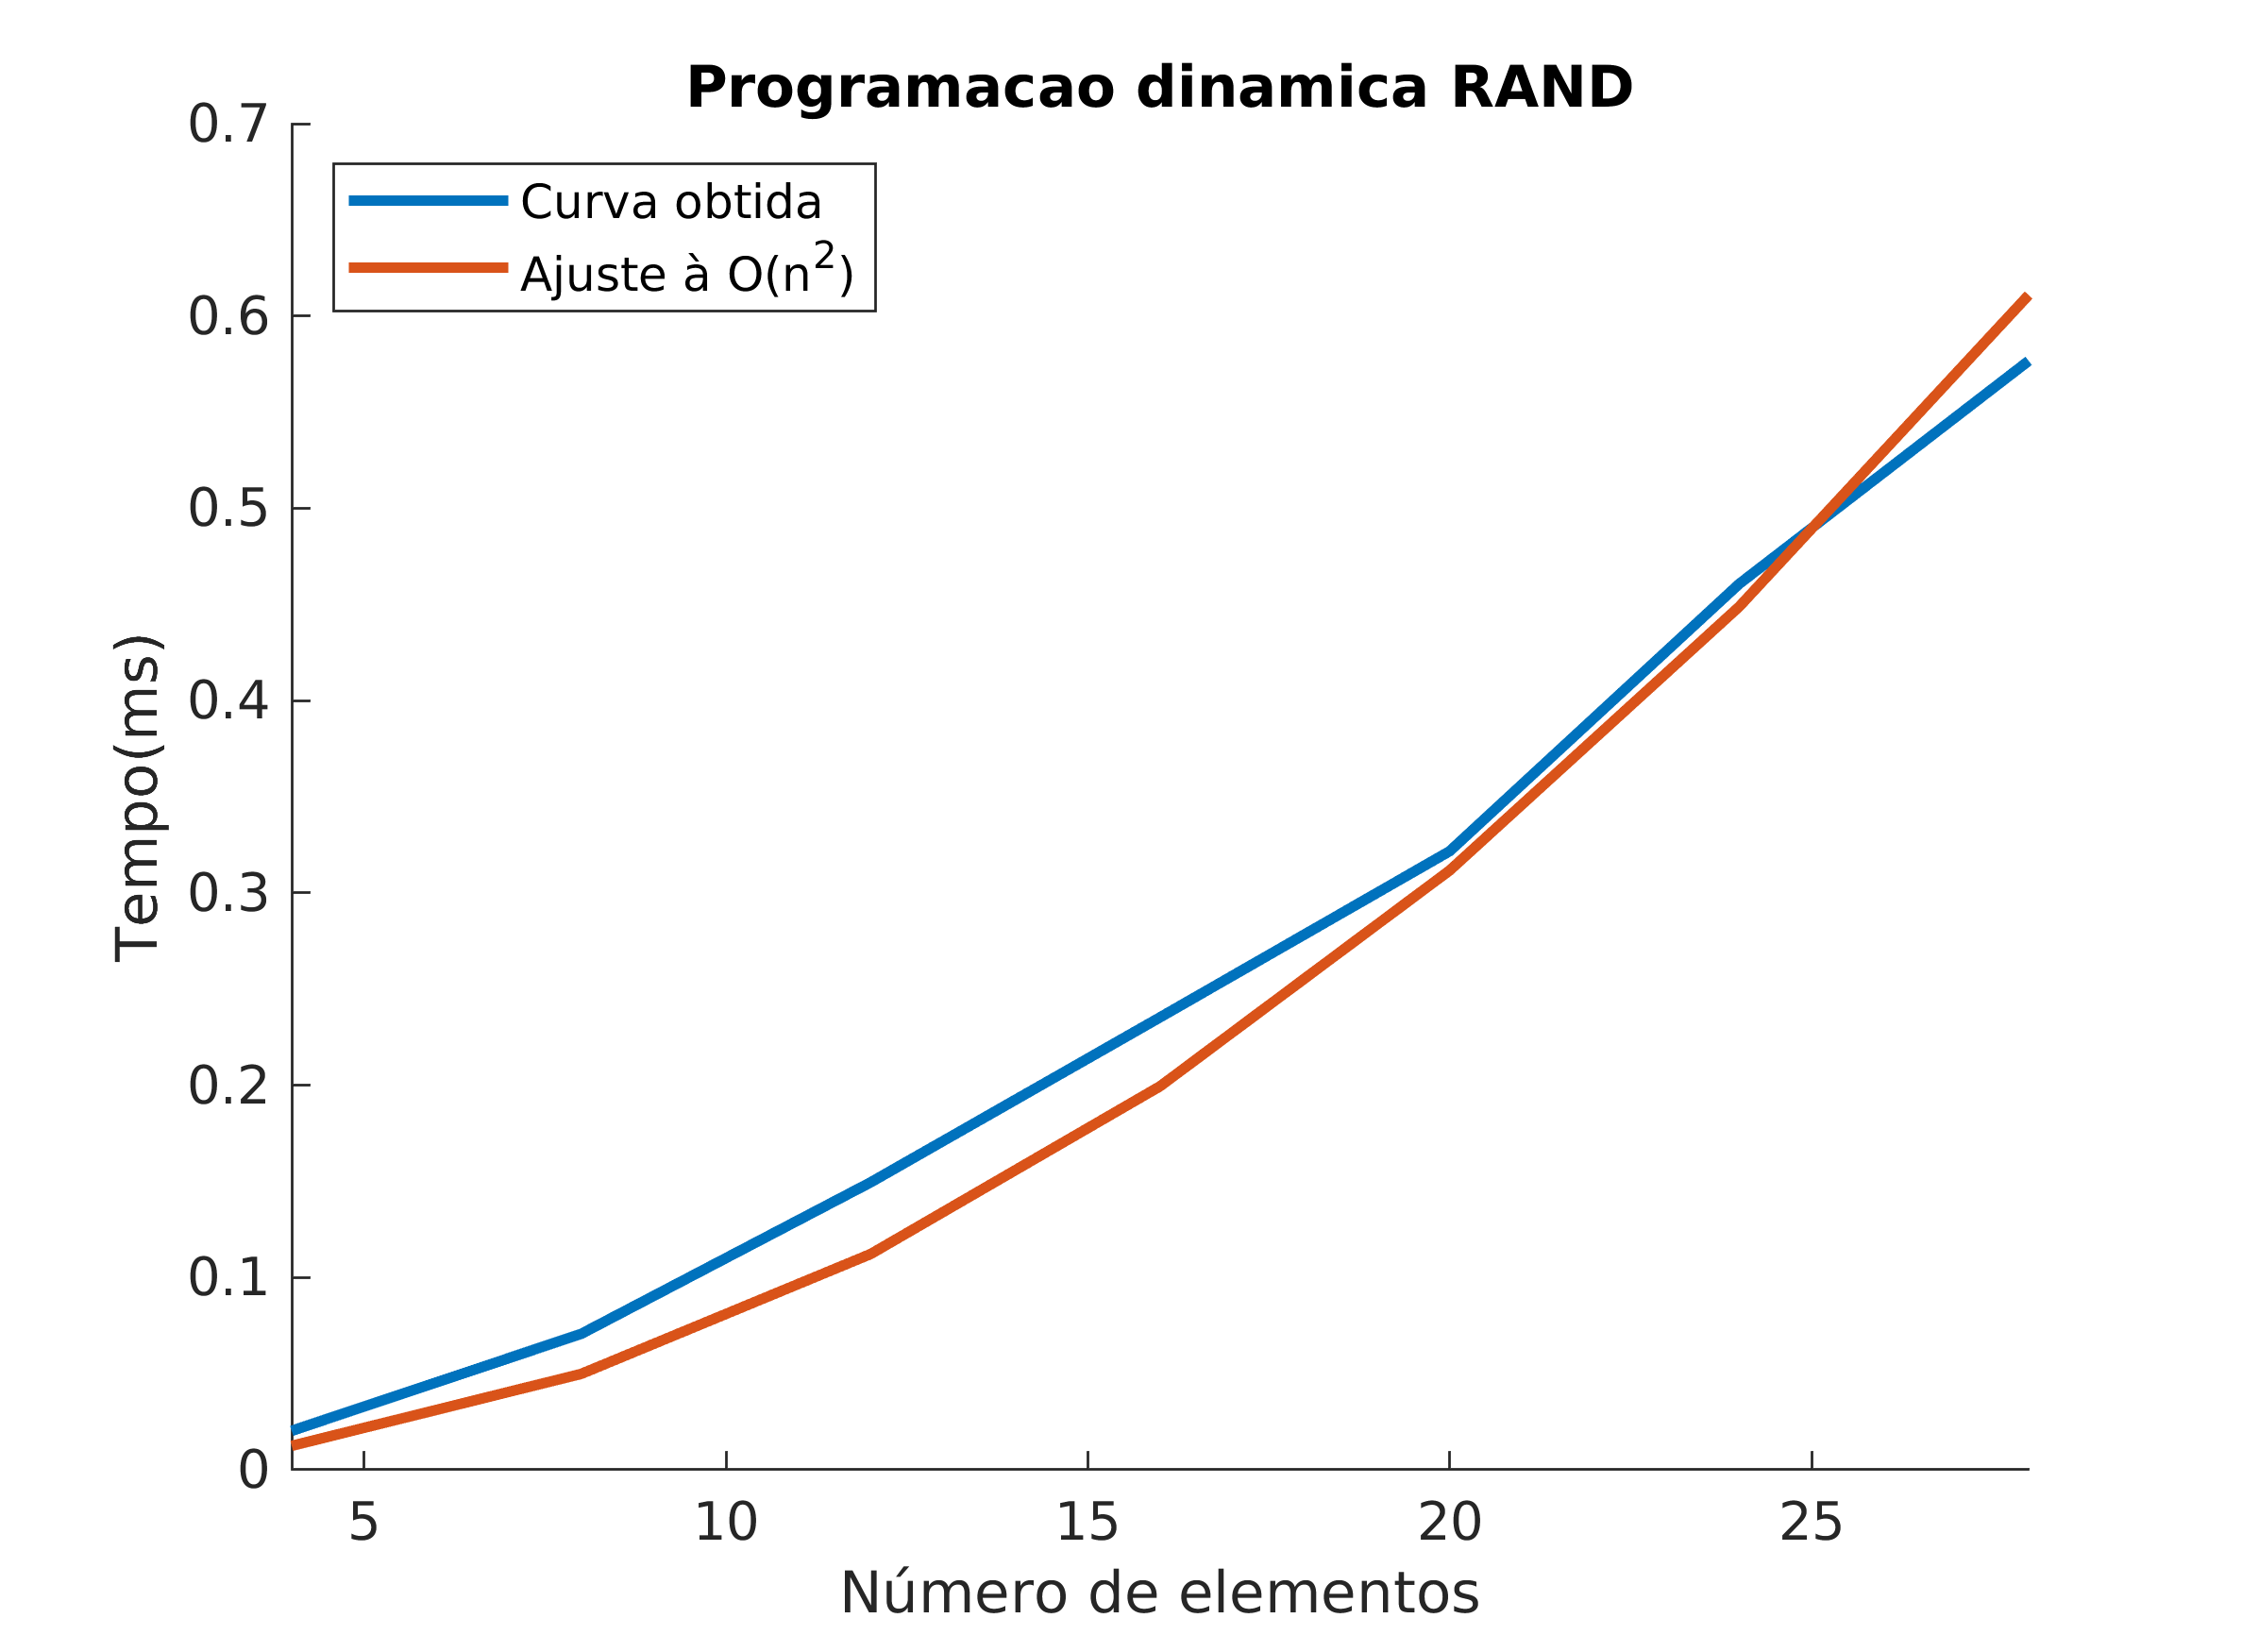 Programacao dinamica RAND
Curva obtida
Ajuste à O(n²)
0.7
0.6
0.5
0.4
0.3
0.2
0.1
0
Tempo(ms)
5 10 15 20 25
Número de elementos